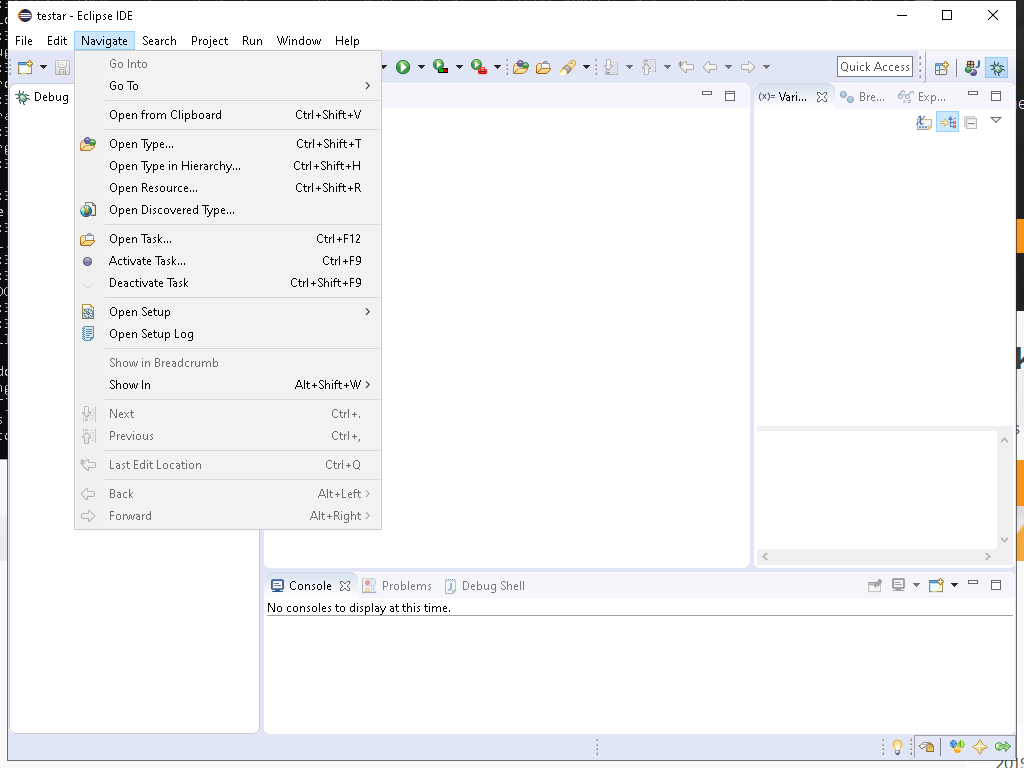 testar - Eclipse IDE
File Edit Navigate Search Project Run Window Help
Quick Access
Go Into
Go To
Open from Clipboard Ctrl+Shift+V
Open Type... Ctrl+Shift+T
Open Type in Hierarchy... Ctrl+Shift+H
Open Resource... Ctrl+Shift+R
Open Discovered Type...
Open Task... Ctrl+F12
Activate Task... Ctrl+F9
Deactivate Task Ctrl+Shift+F9
Open Setup
Open Setup Log
Show in Breadcrumb
Show In Alt+Shift+W
Next Ctrl+.
Previous Ctrl+,
Last Edit Location Ctrl+Q
Back Alt+Left
Forward Alt+Right
Debug
(x)= Vari... Bre... Exp...
Console Problems Debug Shell
No consoles to display at this time.